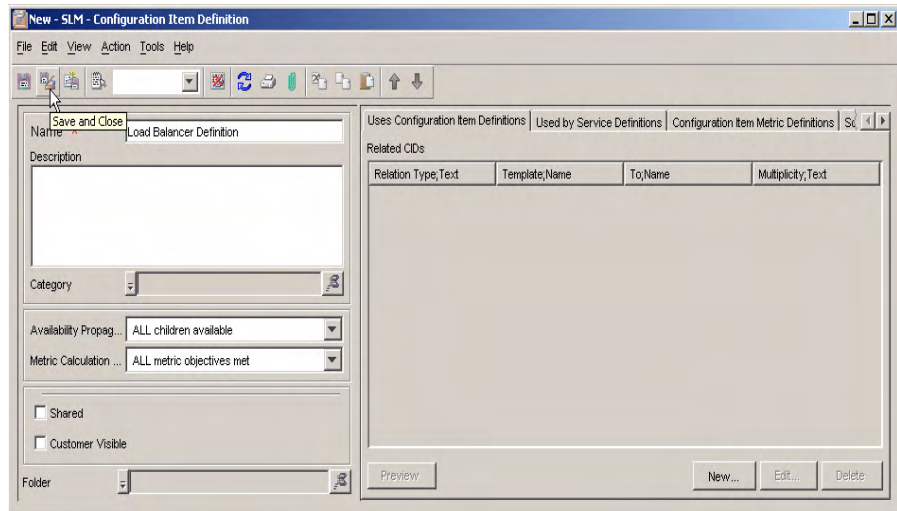 New - SLM - Configuration Item Definition
File Edit View Action Tools Help
Save and Close
Name * Load Balancer Definition
Description
Category
Availability Propag... ALL children available
Metric Calculation ... ALL metric objectives met
Shared
Customer Visible
Folder
Uses Configuration Item Definitions Used by Service Definitions Configuration Item Metric Definitions Sc
Related CIDs
Relation Type;Text Template;Name To;Name Multiplicity;Text
Preview New... Edit... Delete